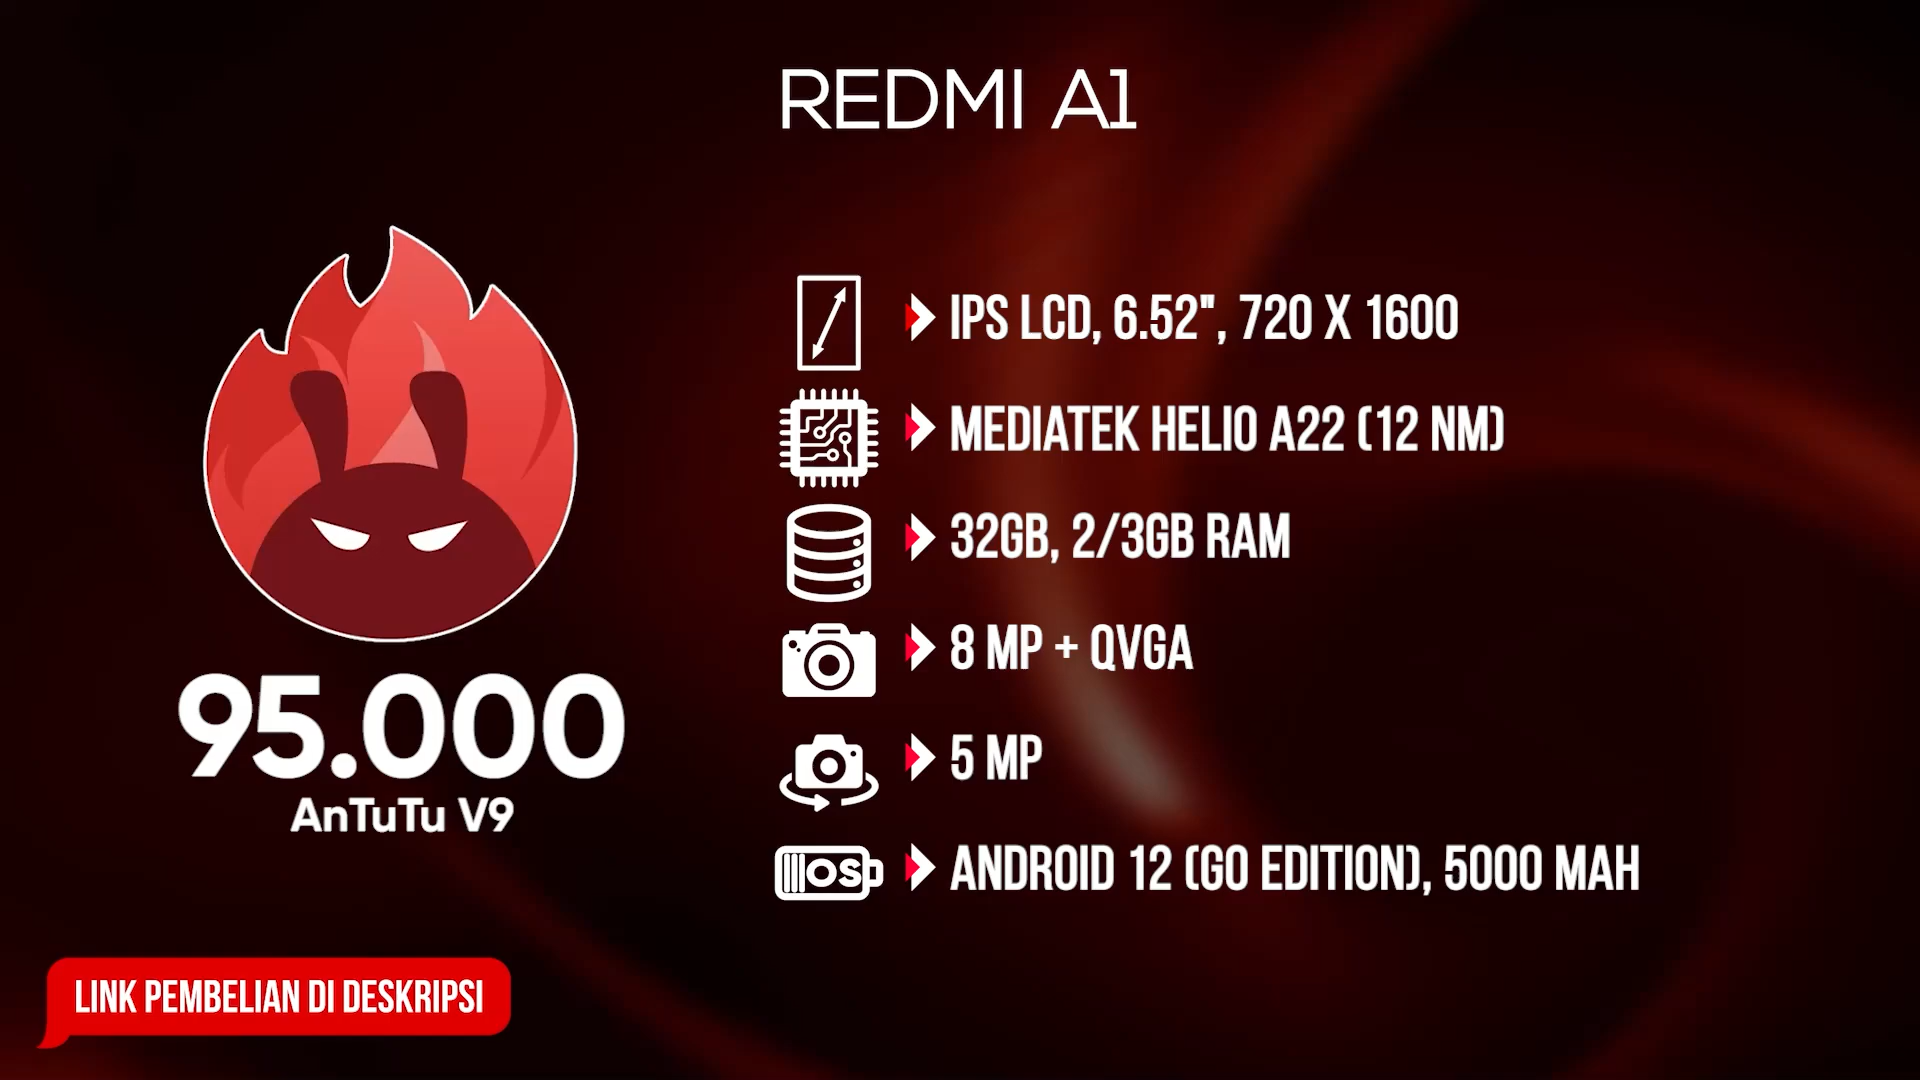 REDMI A1
IPS LCD, 6.52", 720 X 1600
MEDIATEK HELIO A22 (12 NM)
32GB, 2/3GB RAM
8 MP + QVGA
5 MP
OS
ANDROID 12 (GO EDITION), 5000 MAH
95.000
AnTuTu V9
LINK PEMBELIAN DI DESKRIPSI